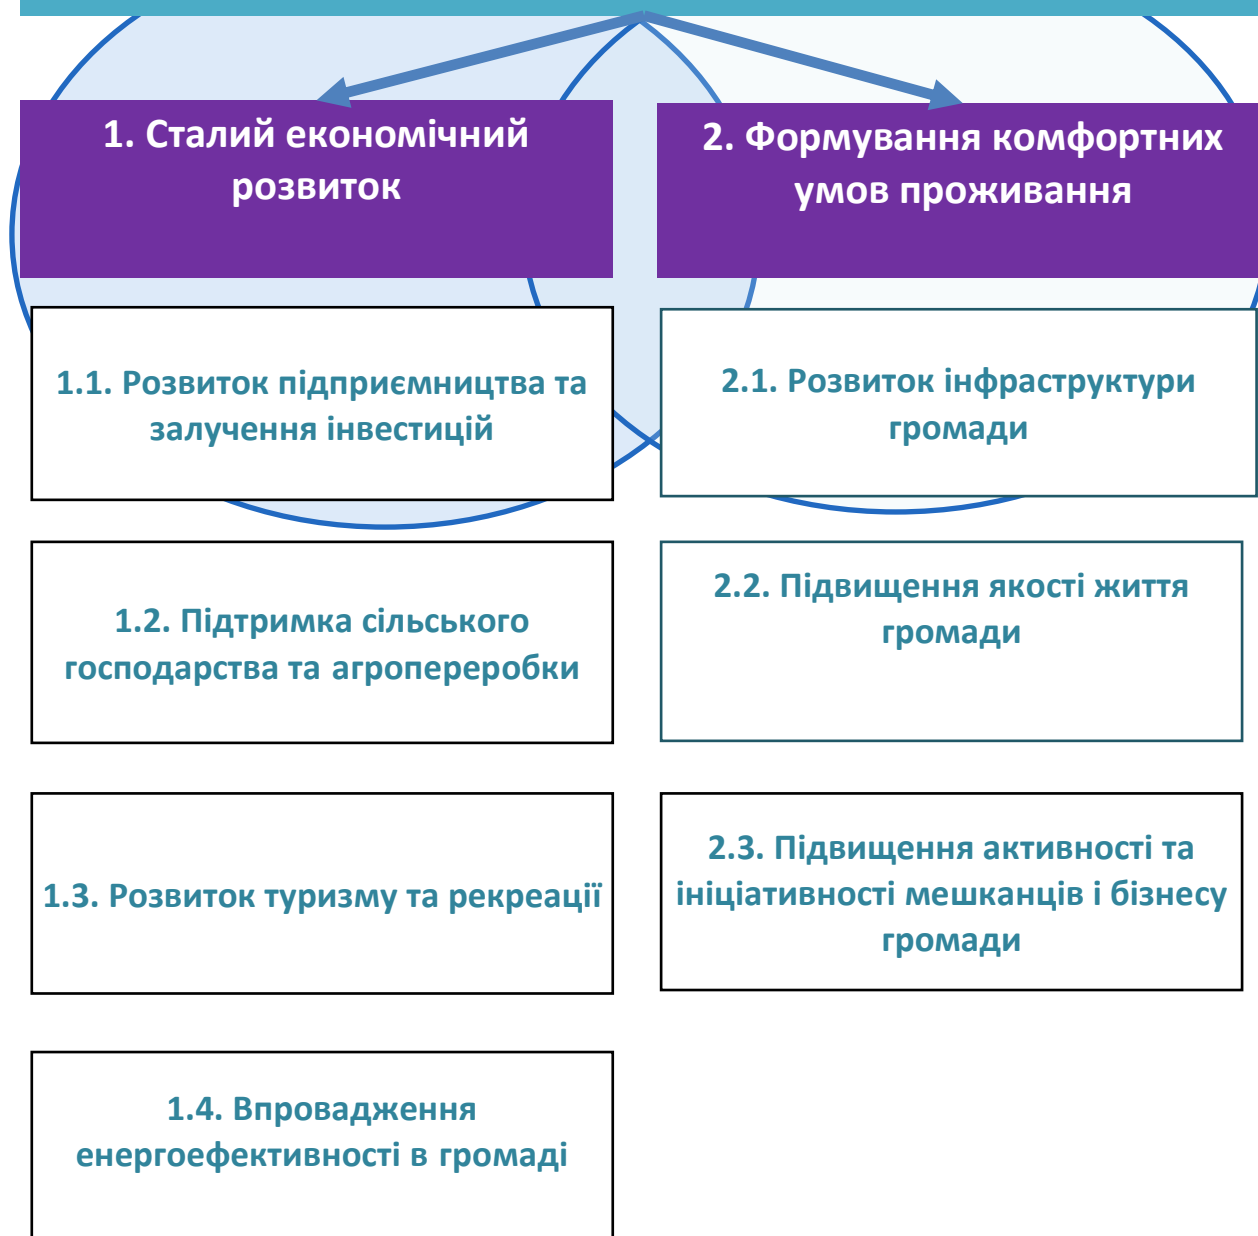 1. Сталий економічний
розвиток
2. Формування комфортних
умов проживання
1.1. Розвиток підприємництва та
залучення інвестицій
2.1. Розвиток інфраструктури
громади
1.2. Підтримка сільського
господарства та агропереробки
2.2. Підвищення якості життя
громади
1.3. Розвиток туризму та рекреації
2.3. Підвищення активності та
ініціативності мешканців і бізнесу
громади
1.4. Впровадження
енергоефективності в громаді